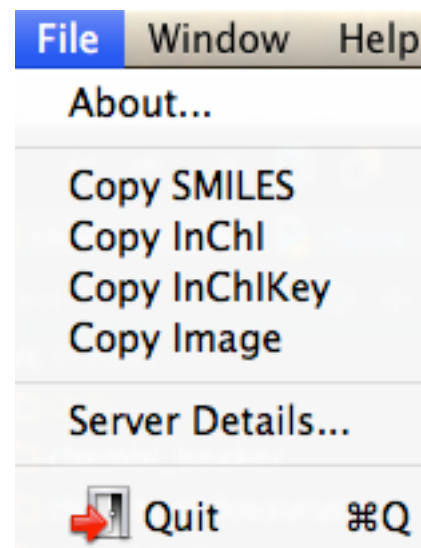 File Window Help
About...
Copy SMILES
Copy InChI
Copy InChIKey
Copy Image
Server Details...
Quit ⌘Q